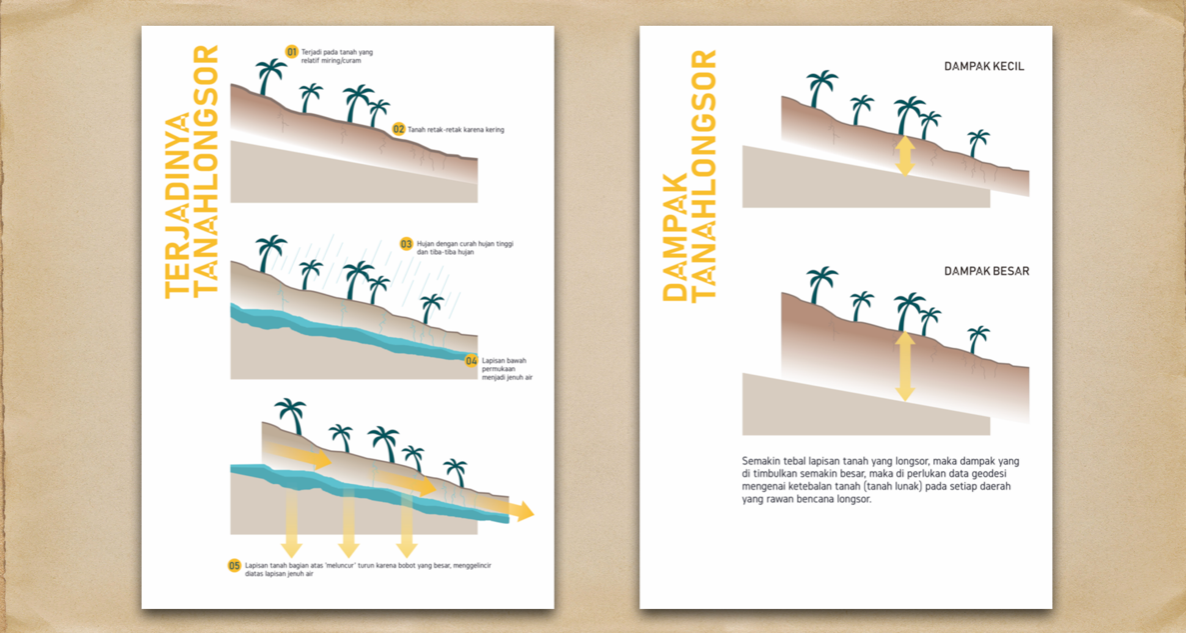 TERJADINYA
TANAHLONGSOR
01 Terjadi pada tanah yang
relatif miring/curam
02 Tanah retak-retak karena kering
03 Hujan dengan curah hujan tinggi
dan tiba-tiba hujan
04 Lapisan bawah
permukaan
menjadi jenuh air
05 Lapisan tanah bagian atas 'meluncur' turun karena bobot yang besar, menggelincir
diatas lapisan jenuh air
DAMPAK
TANAHLONGSOR
DAMPAK KECIL
DAMPAK BESAR
Semakin tebal lapisan tanah yang longsor, maka dampak yang
di timbulkan semakin besar, maka di perlukan data geodesi
mengenai ketebalan tanah (tanah lunak) pada setiap daerah
yang rawan bencana longsor.